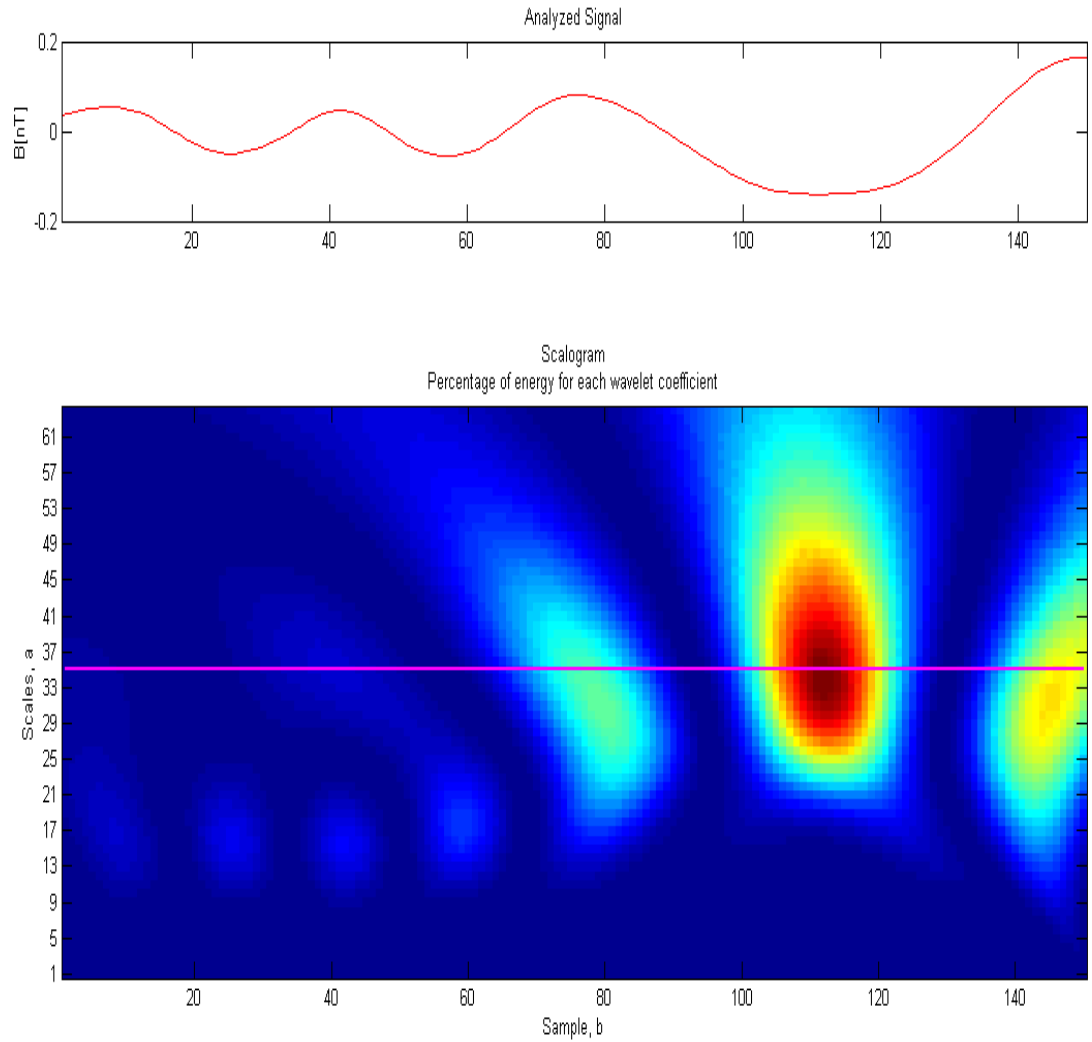 Analyzed Signal
0.2
0
-0.2
B[nT]
20 40 60 80 100 120 140
Scalogram
Percentage of energy for each wavelet coefficient
61
57
53
49
45
41
37
33
29
25
21
17
13
9
5
1
Scales, a
20 40 60 80 100 120 140
Sample, b